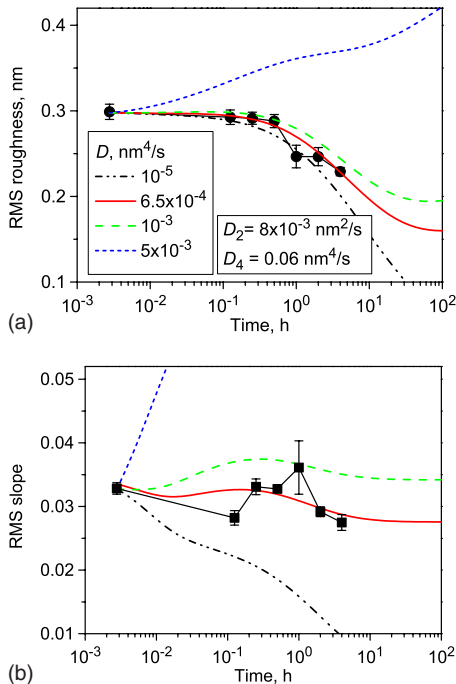 0.4
0.3
0.2
0.1
RMS roughness, nm
D, nm⁴/s
10⁻⁵
6.5x10⁻⁴
10⁻³
5x10⁻³
D₂= 8x10⁻³ nm²/s
D₄ = 0.06 nm⁴/s
10⁻³ 10⁻² 10⁻¹ 10⁰ 10¹ 10²
(a) Time, h
0.05
0.04
0.03
0.02
0.01
RMS slope
10⁻³ 10⁻² 10⁻¹ 10⁰ 10¹ 10²
(b) Time, h